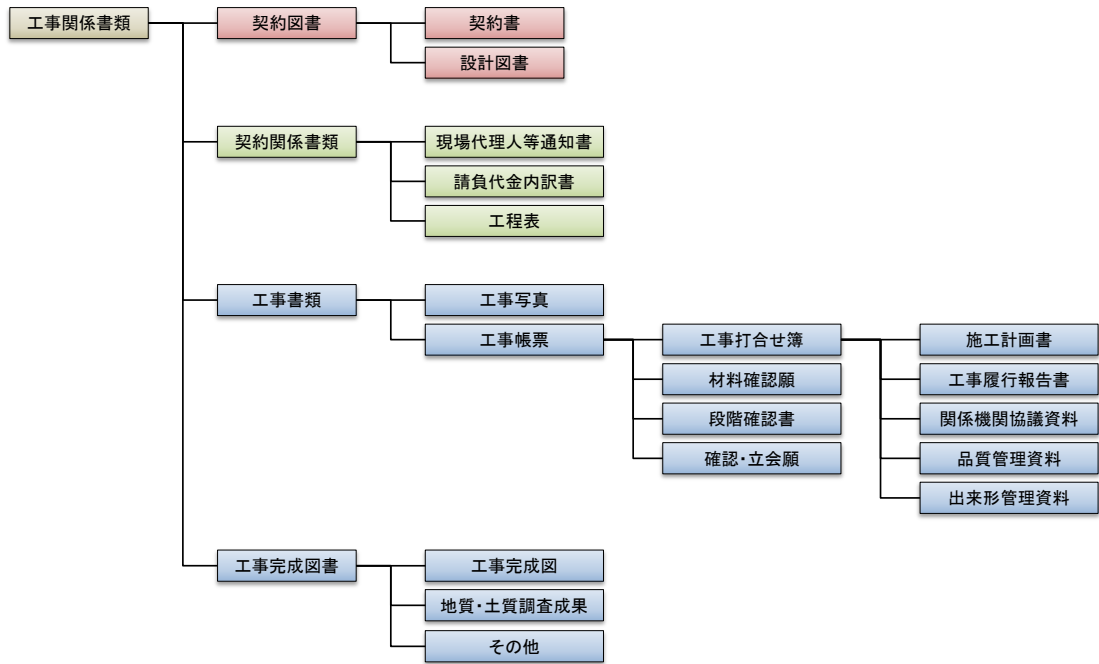 工事関係書類
契約図書
契約書
設計図書
契約関係書類
現場代理人等通知書
請負代金内訳書
工程表
工事書類
工事写真
工事帳票
工事打合せ簿
施工計画書
材料確認願
工事履行報告書
段階確認書
関係機関協議資料
確認・立会願
品質管理資料
出来形管理資料
工事完成図書
工事完成図
地質・土質調査成果
その他